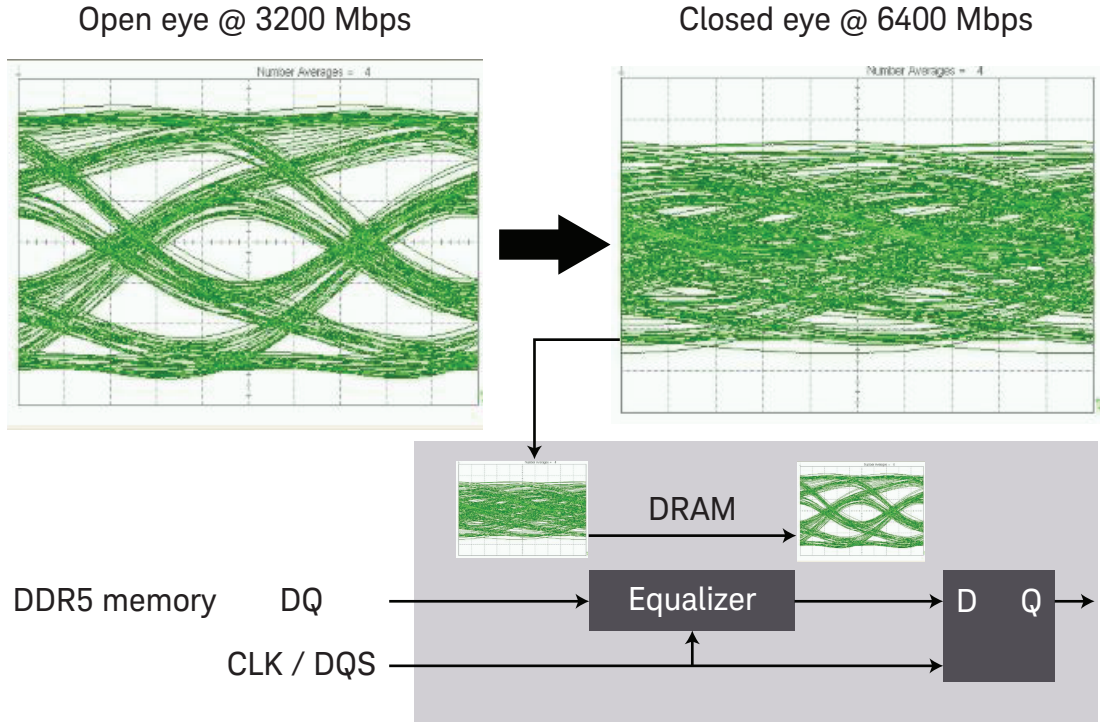 Open eye @ 3200 Mbps
Closed eye @ 6400 Mbps
Number Averages = 4
Number Averages = 4
DRAM
DDR5 memory DQ
Equalizer
D Q
CLK / DQS